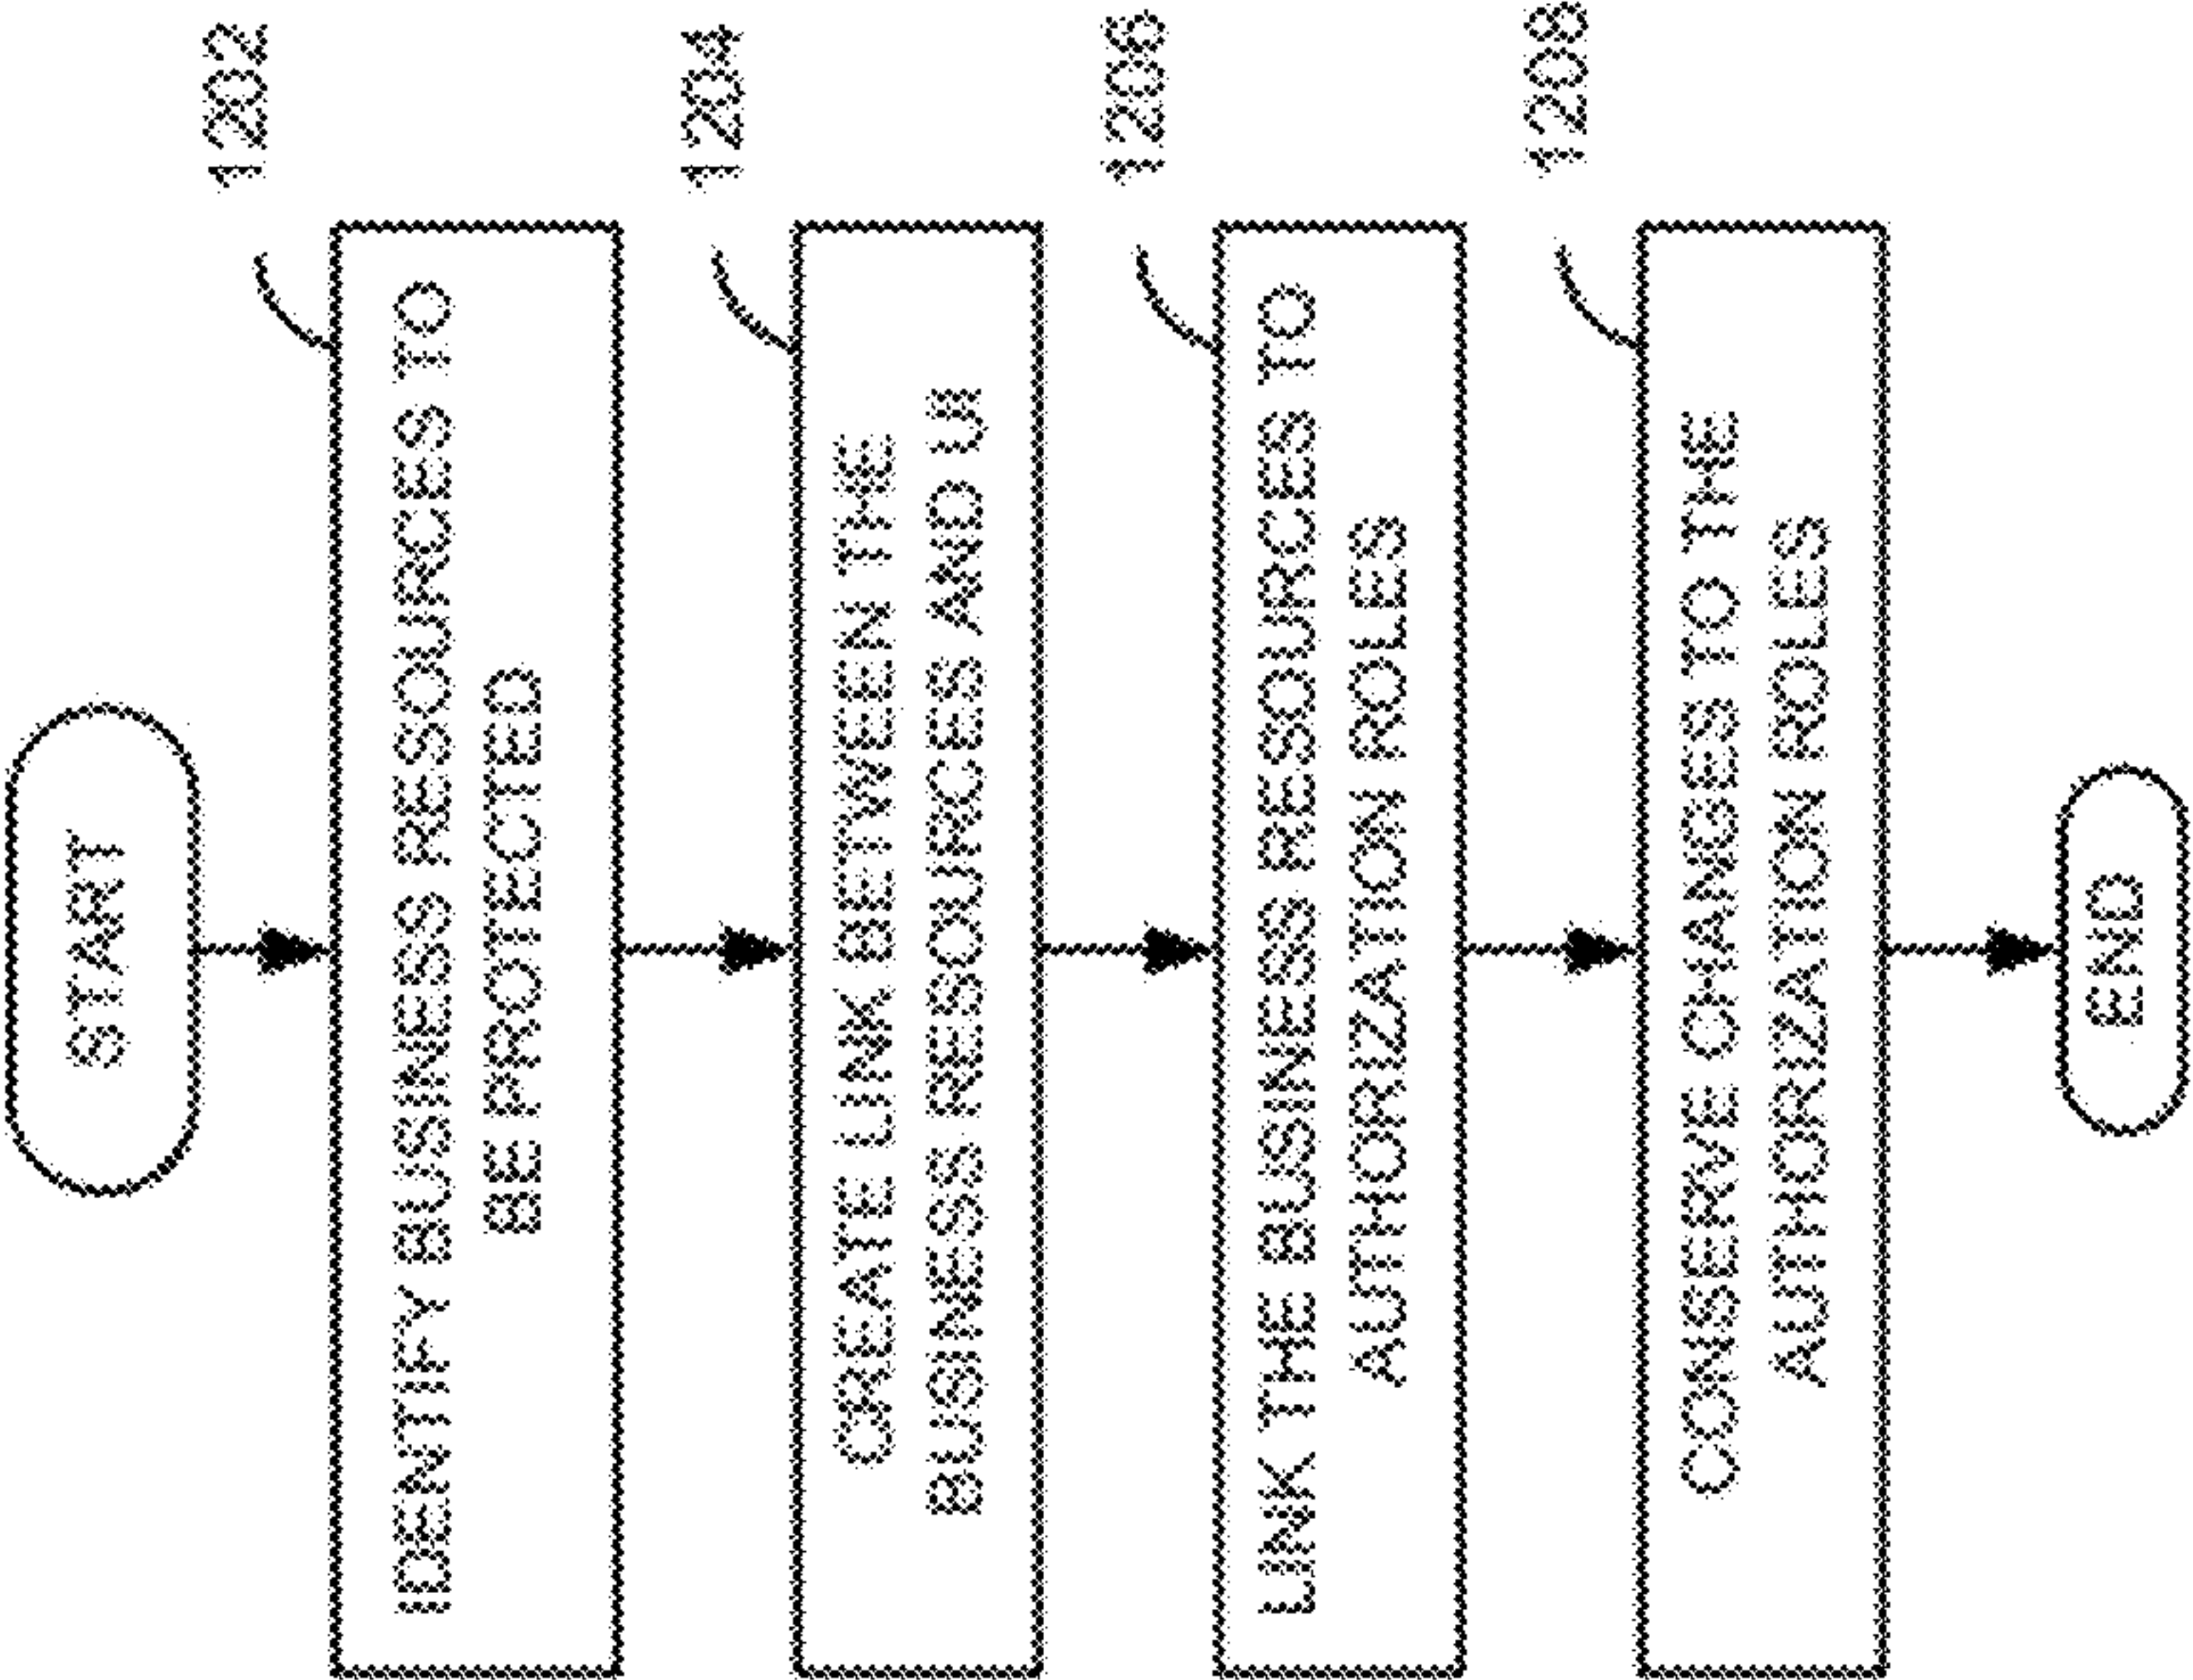 START
1202
IDENTIFY BUSINESS RESOURCES TO
BE PROTECTED
1204
CREATE LINK BETWEEN THE
BUSINESS RESOURCES AND UI
1206
LINK THE BUSINESS RESOURCES TO
AUTHORIZATION ROLES
1208
CONSERVE CHANGES TO THE
AUTHORIZATION ROLES
END